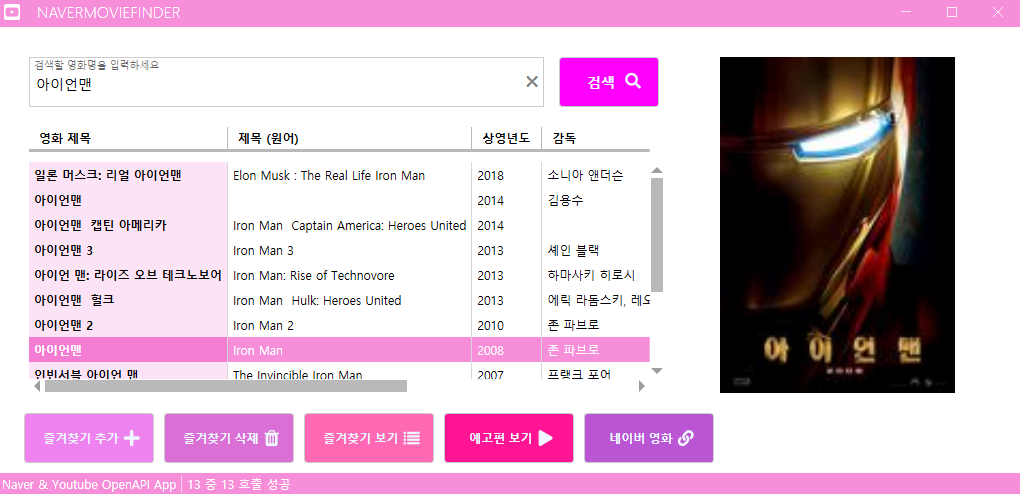 NAVERMOVIEFINDER
검색할 영화명을 입력하세요
아이언맨
검색
영화 제목 제목 (원어) 상영년도 감독
일론 머스크: 리얼 아이언맨 Elon Musk : The Real Life Iron Man 2018 소니아 앤더슨
아이언맨 2014 김용수
아이언맨 캡틴 아메리카 Iron Man Captain America: Heroes United 2014
아이언맨 3 Iron Man 3 2013 셰인 블랙
아이언 맨: 라이즈 오브 테크노보어 Iron Man: Rise of Technovore 2013 하마사키 히로시
아이언맨 헐크 Iron Man Hulk: Heroes United 2013 에릭 라돔스키, 레오
아이언맨 2 Iron Man 2 2010 존 파브로
아이언맨 Iron Man 2008 존 파브로
인빈서블 아이언 맨 The Invincible Iron Man 2007 프랭크 포어
아이언맨
즐겨찾기 추가 즐겨찾기 삭제 즐겨찾기 보기 예고편 보기 네이버 영화
Naver & Youtube OpenAPI App 13 중 13 호출 성공